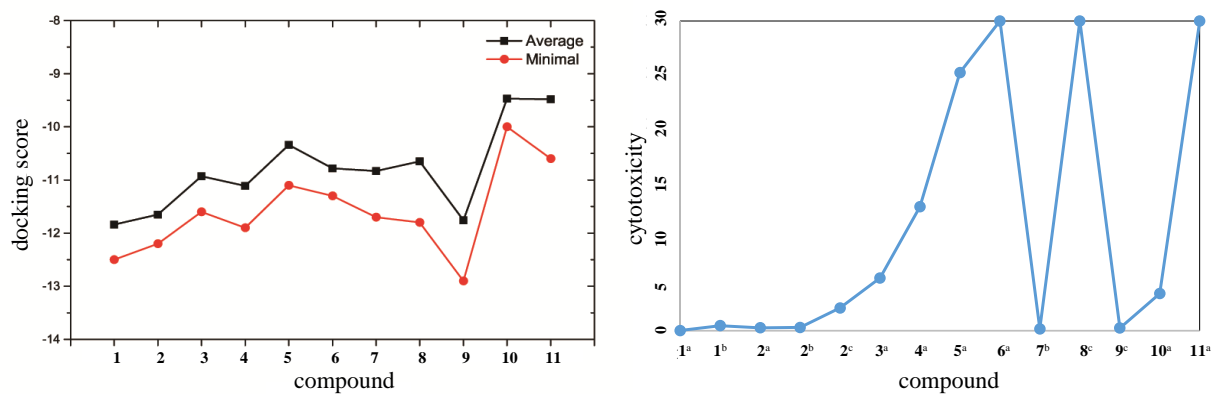 -8
-9
-10
-11
-12
-13
-14
docking score
Average
Minimal
1 2 3 4 5 6 7 8 9 10 11
compound
30
25
20
15
10
5
0
cytotoxicity
1ᵃ 1ᵇ 2ᵃ 2ᵇ 2ᶜ 3ᵃ 4ᵃ 5ᵃ 6ᵃ 7ᵇ 8ᶜ 9ᶜ 10ᵃ 11ᵃ
compound